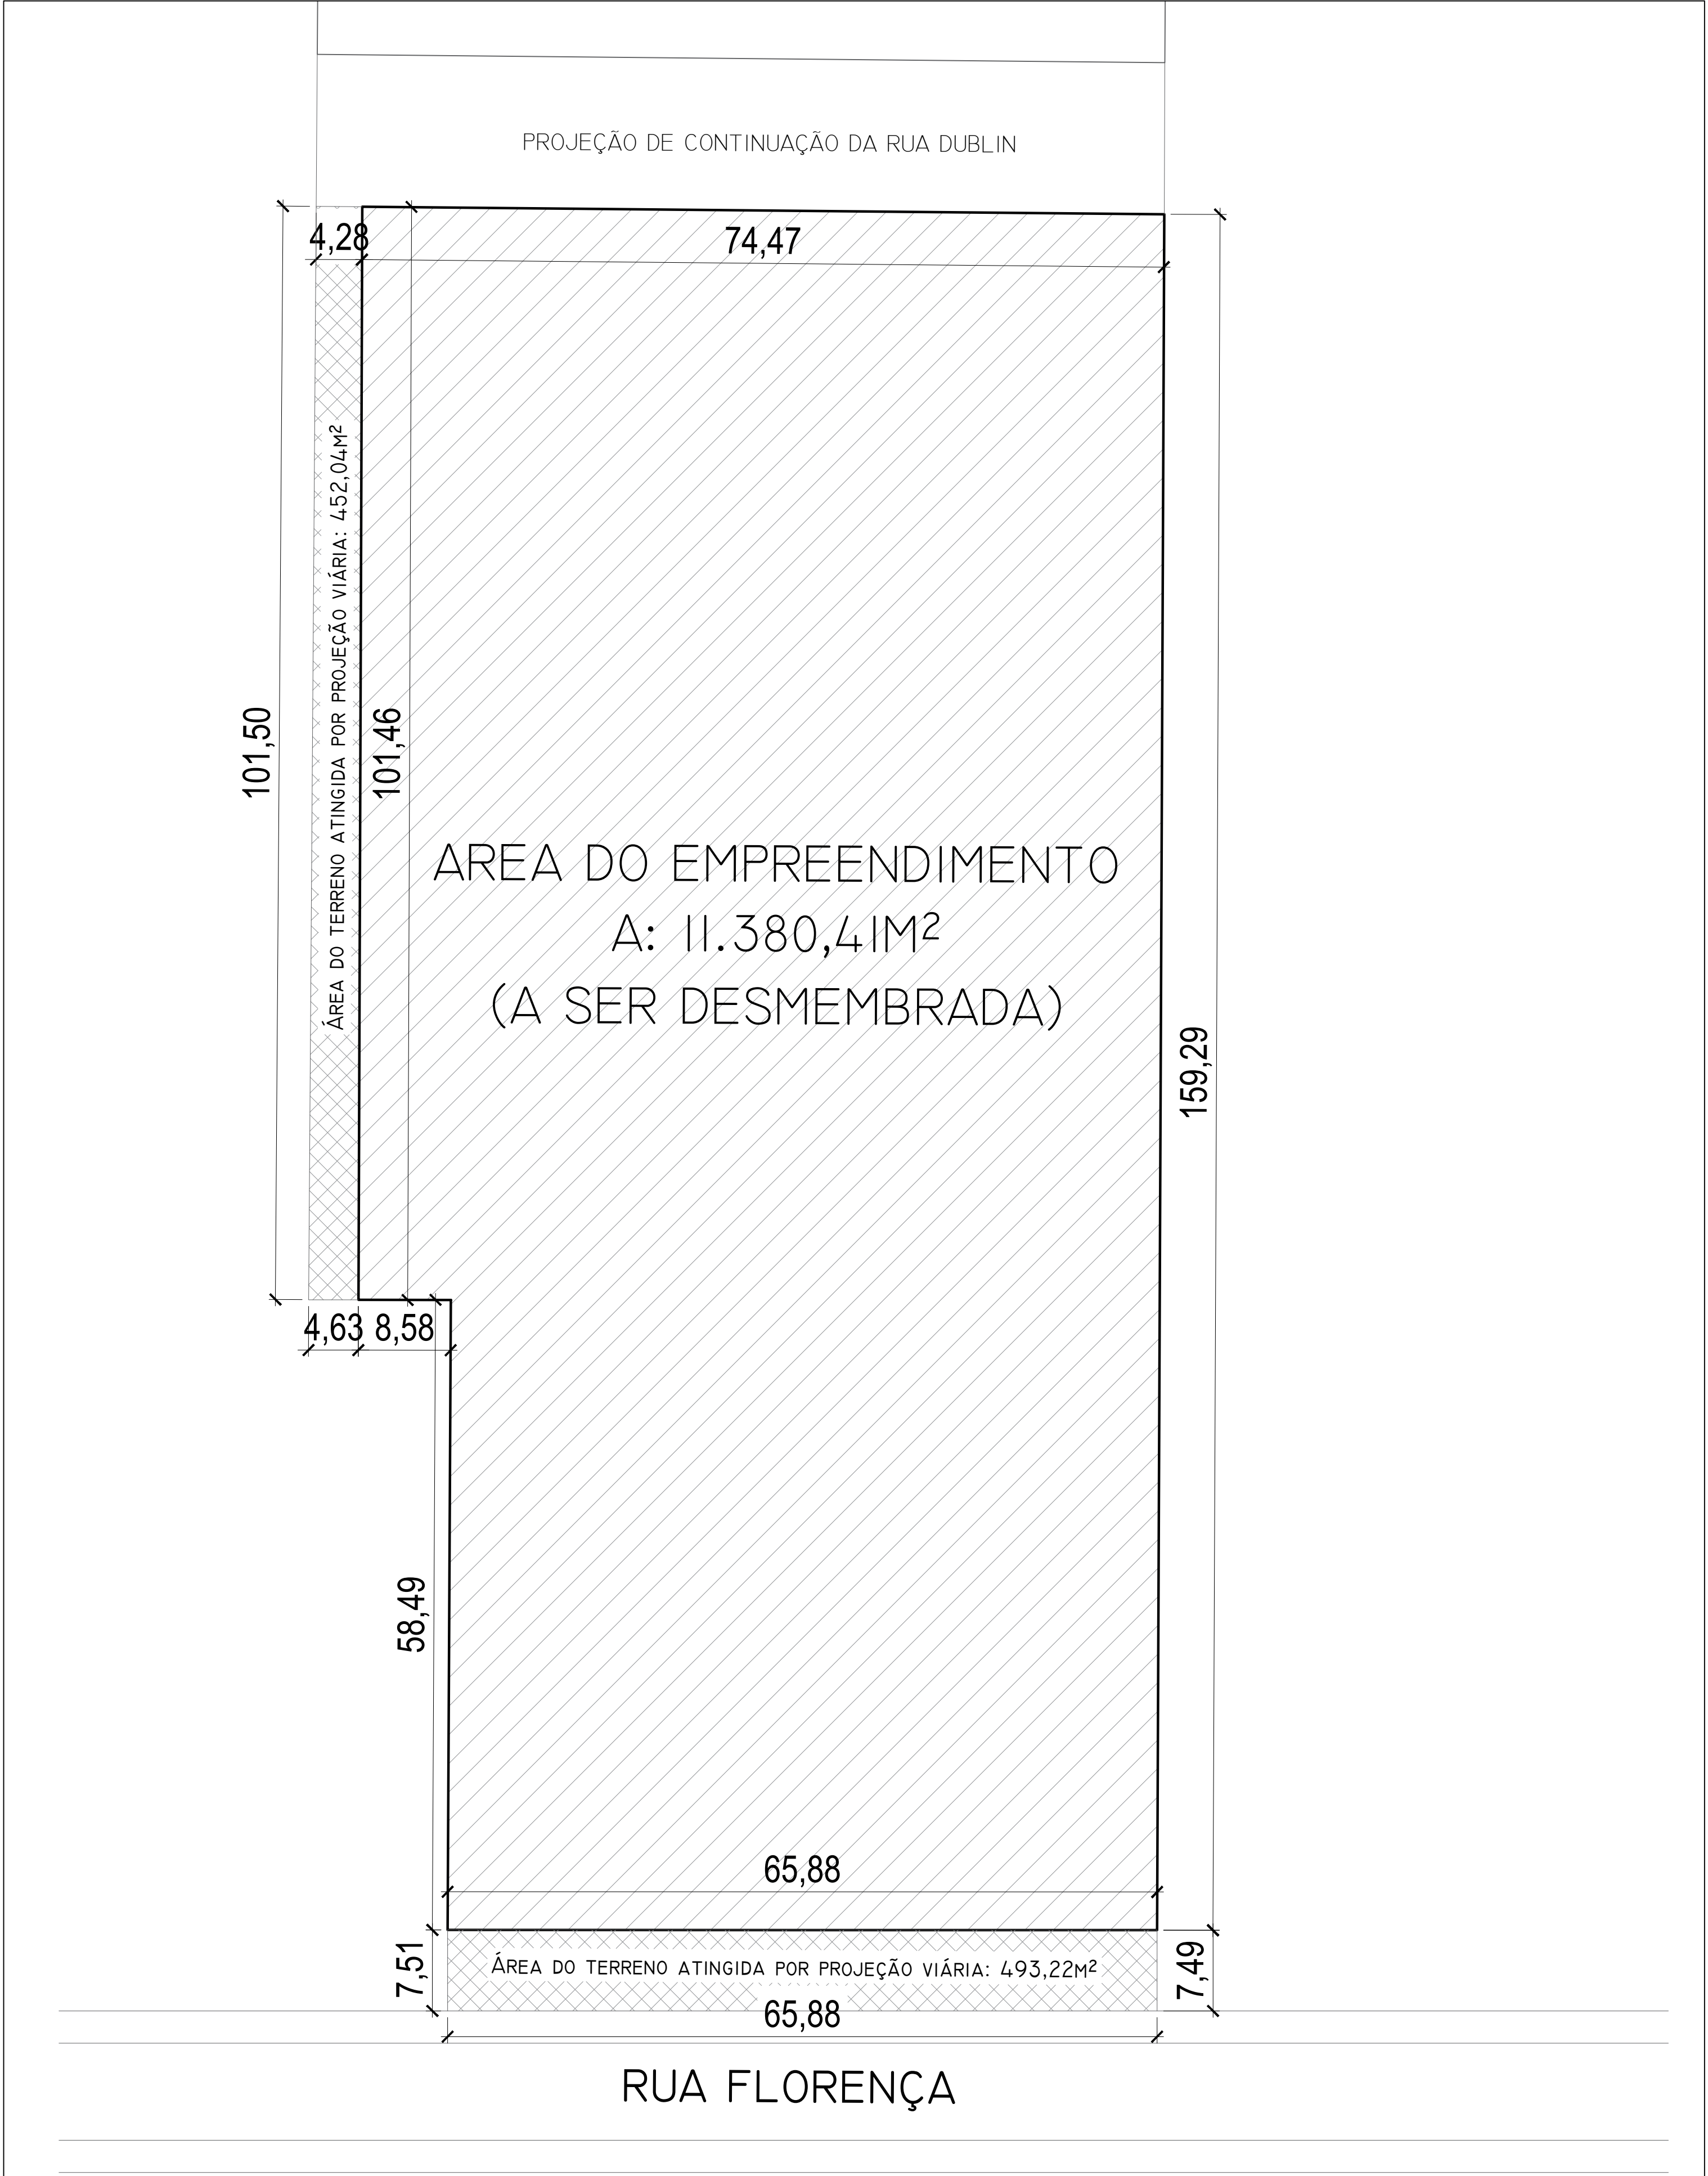 PROJEÇÃO DE CONTINUAÇÃO DA RUA DUBLIN
4,28
74,47
ÁREA DO TERRENO ATINGIDA POR PROJEÇÃO VIÁRIA: 452,04M²
101,50
101,46
AREA DO EMPREENDIMENTO
A: 11.380,41M²
(A SER DESMEMBRADA)
159,29
4,63
8,58
58,49
65,88
7,51
ÁREA DO TERRENO ATINGIDA POR PROJEÇÃO VIÁRIA: 493,22M²
7,49
65,88
RUA FLORENÇA